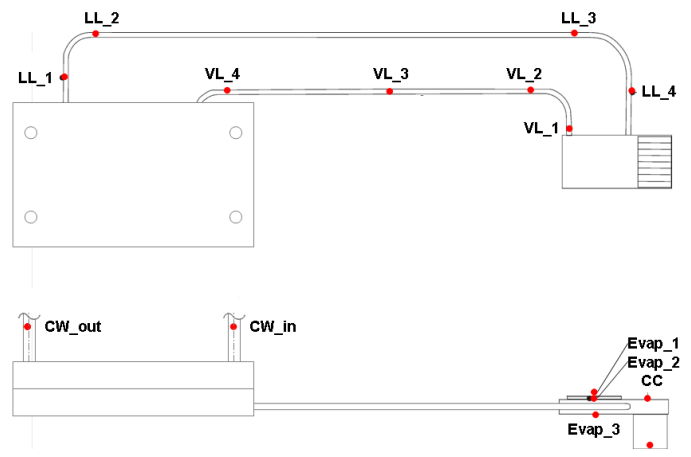 LL_2
LL_3
LL_1
VL_4
VL_3
VL_2
LL_4
VL_1
CW_out
CW_in
Evap_1
Evap_2
CC
Evap_3